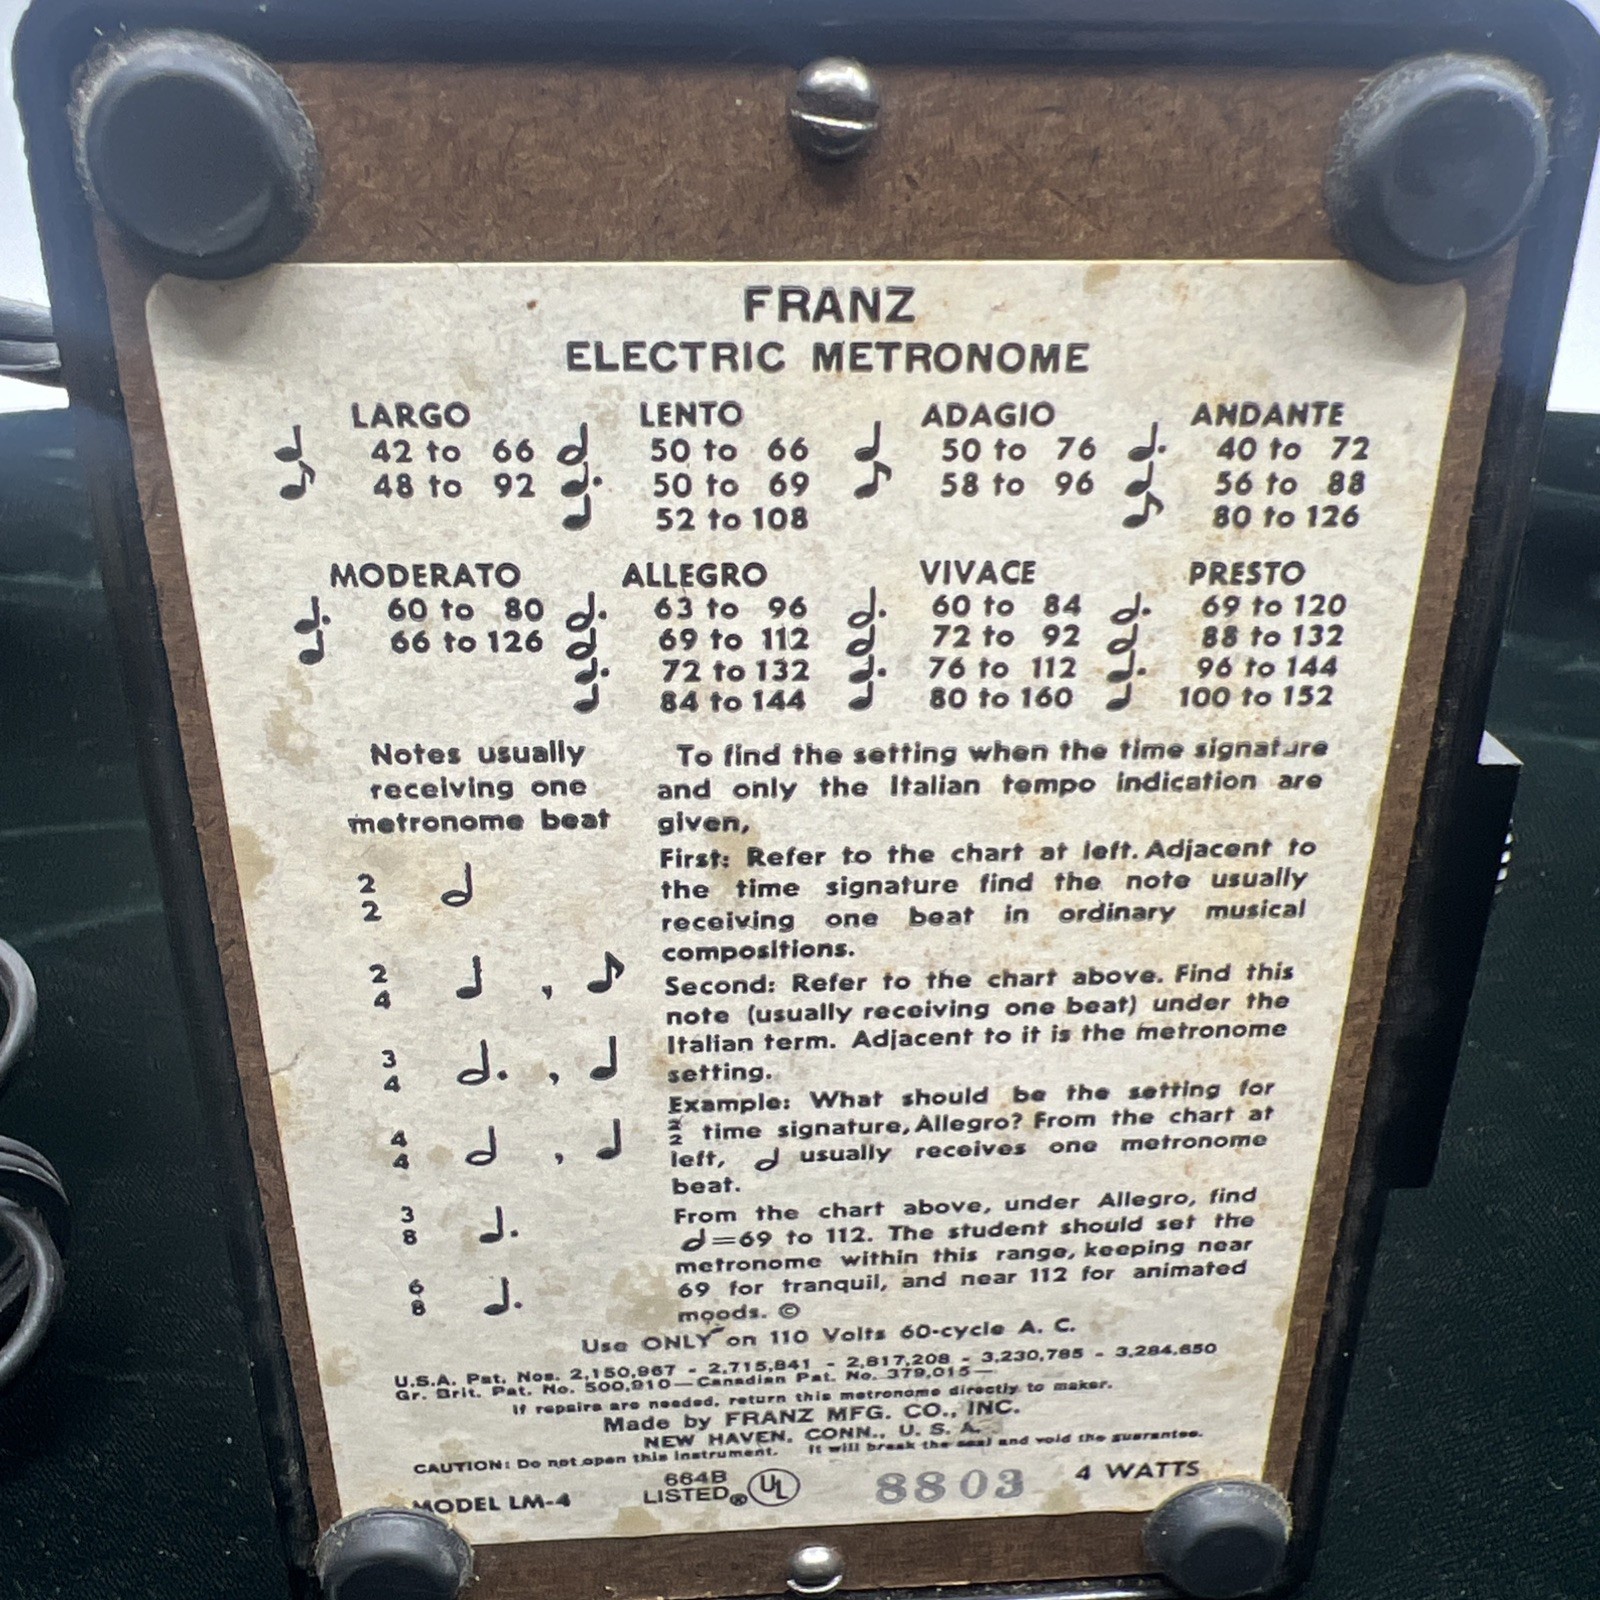 FRANZ
ELECTRIC METRONOME
LARGO LENTO ADAGIO ANDANTE
𝅘𝅥 42 to 66 𝅗𝅥 50 to 66 𝅘𝅥 50 to 76 𝅘𝅥. 40 to 72
𝅘𝅥𝅮 48 to 92 𝅘𝅥. 50 to 69 𝅘𝅥𝅮 58 to 96 𝅘𝅥 56 to 88
𝅘𝅥 52 to 108 𝅘𝅥𝅮 80 to 126
MODERATO ALLEGRO VIVACE PRESTO
𝅘𝅥. 60 to 80 𝅗𝅥. 63 to 96 𝅗𝅥. 60 to 84 𝅗𝅥. 69 to 120
𝅘𝅥 66 to 126 𝅗𝅥 69 to 112 𝅗𝅥 72 to 92 𝅗𝅥 88 to 132
𝅘𝅥. 72 to 132 𝅘𝅥. 76 to 112 𝅘𝅥. 96 to 144
𝅘𝅥 84 to 144 𝅘𝅥 80 to 160 𝅘𝅥 100 to 152
Notes usually
receiving one
metronome beat
2
2 𝅗𝅥
2
4 𝅘𝅥 , 𝅘𝅥𝅮
3
4 𝅗𝅥. , 𝅘𝅥
4
4 𝅗𝅥 , 𝅘𝅥
3
8 𝅘𝅥.
6
8 𝅘𝅥.
To find the setting when the time signature
and only the Italian tempo indication are
given,
First: Refer to the chart at left. Adjacent to
the time signature find the note usually
receiving one beat in ordinary musical
compositions.
Second: Refer to the chart above. Find this
note (usually receiving one beat) under the
Italian term. Adjacent to it is the metronome
setting.
Example: What should be the setting for
2/2 time signature, Allegro? From the chart at
left, 𝅗𝅥 usually receives one metronome
beat.
From the chart above, under Allegro, find
𝅗𝅥=69 to 112. The student should set the
metronome within this range, keeping near
69 for tranquil, and near 112 for animated
moods. ©
Use ONLY on 110 Volts 60-cycle A. C.
U.S.A. Pat. Nos. 2,150,967 - 2,715,841 - 2,817,208 - 3,230,785 - 3,284,650
Gr. Brit. Pat. No. 500,910—Canadian Pat. No. 379,015—
If repairs are needed, return this metronome directly to maker.
Made by FRANZ MFG. CO., INC.
NEW HAVEN, CONN., U. S. A.
CAUTION: Do not open this instrument. It will break the seal and void the guarantee.
MODEL LM-4 664B LISTED ® UL 8803 4 WATTS